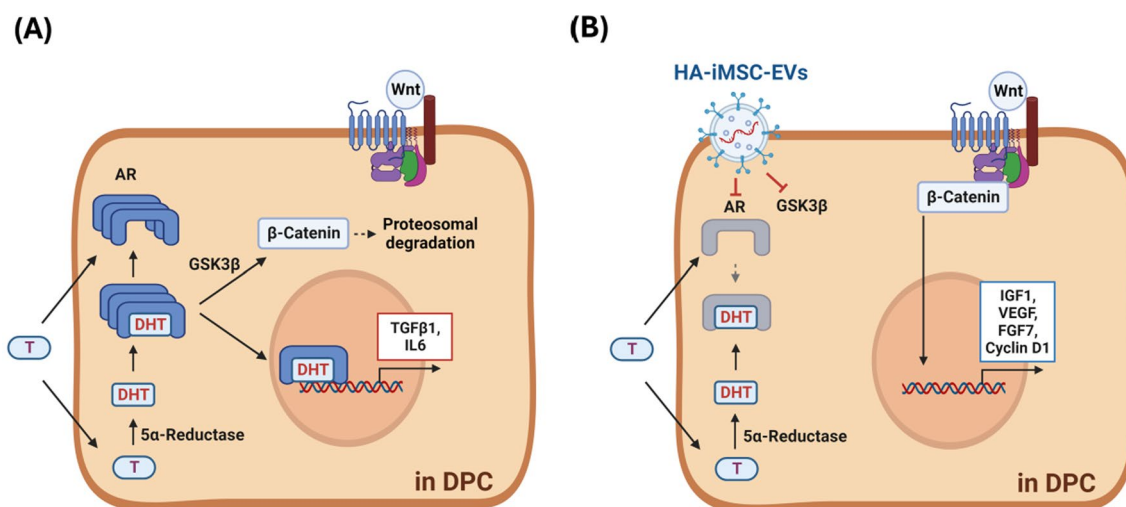 (A)
Wnt
AR
β-Catenin
Proteosomal
degradation
GSK3β
DHT
TGFβ1,
IL6
T
DHT
DHT
5α-Reductase
T
in DPC
(B)
HA-iMSC-EVs
Wnt
AR
GSK3β
β-Catenin
DHT
IGF1,
VEGF,
FGF7,
Cyclin D1
T
DHT
5α-Reductase
T
in DPC